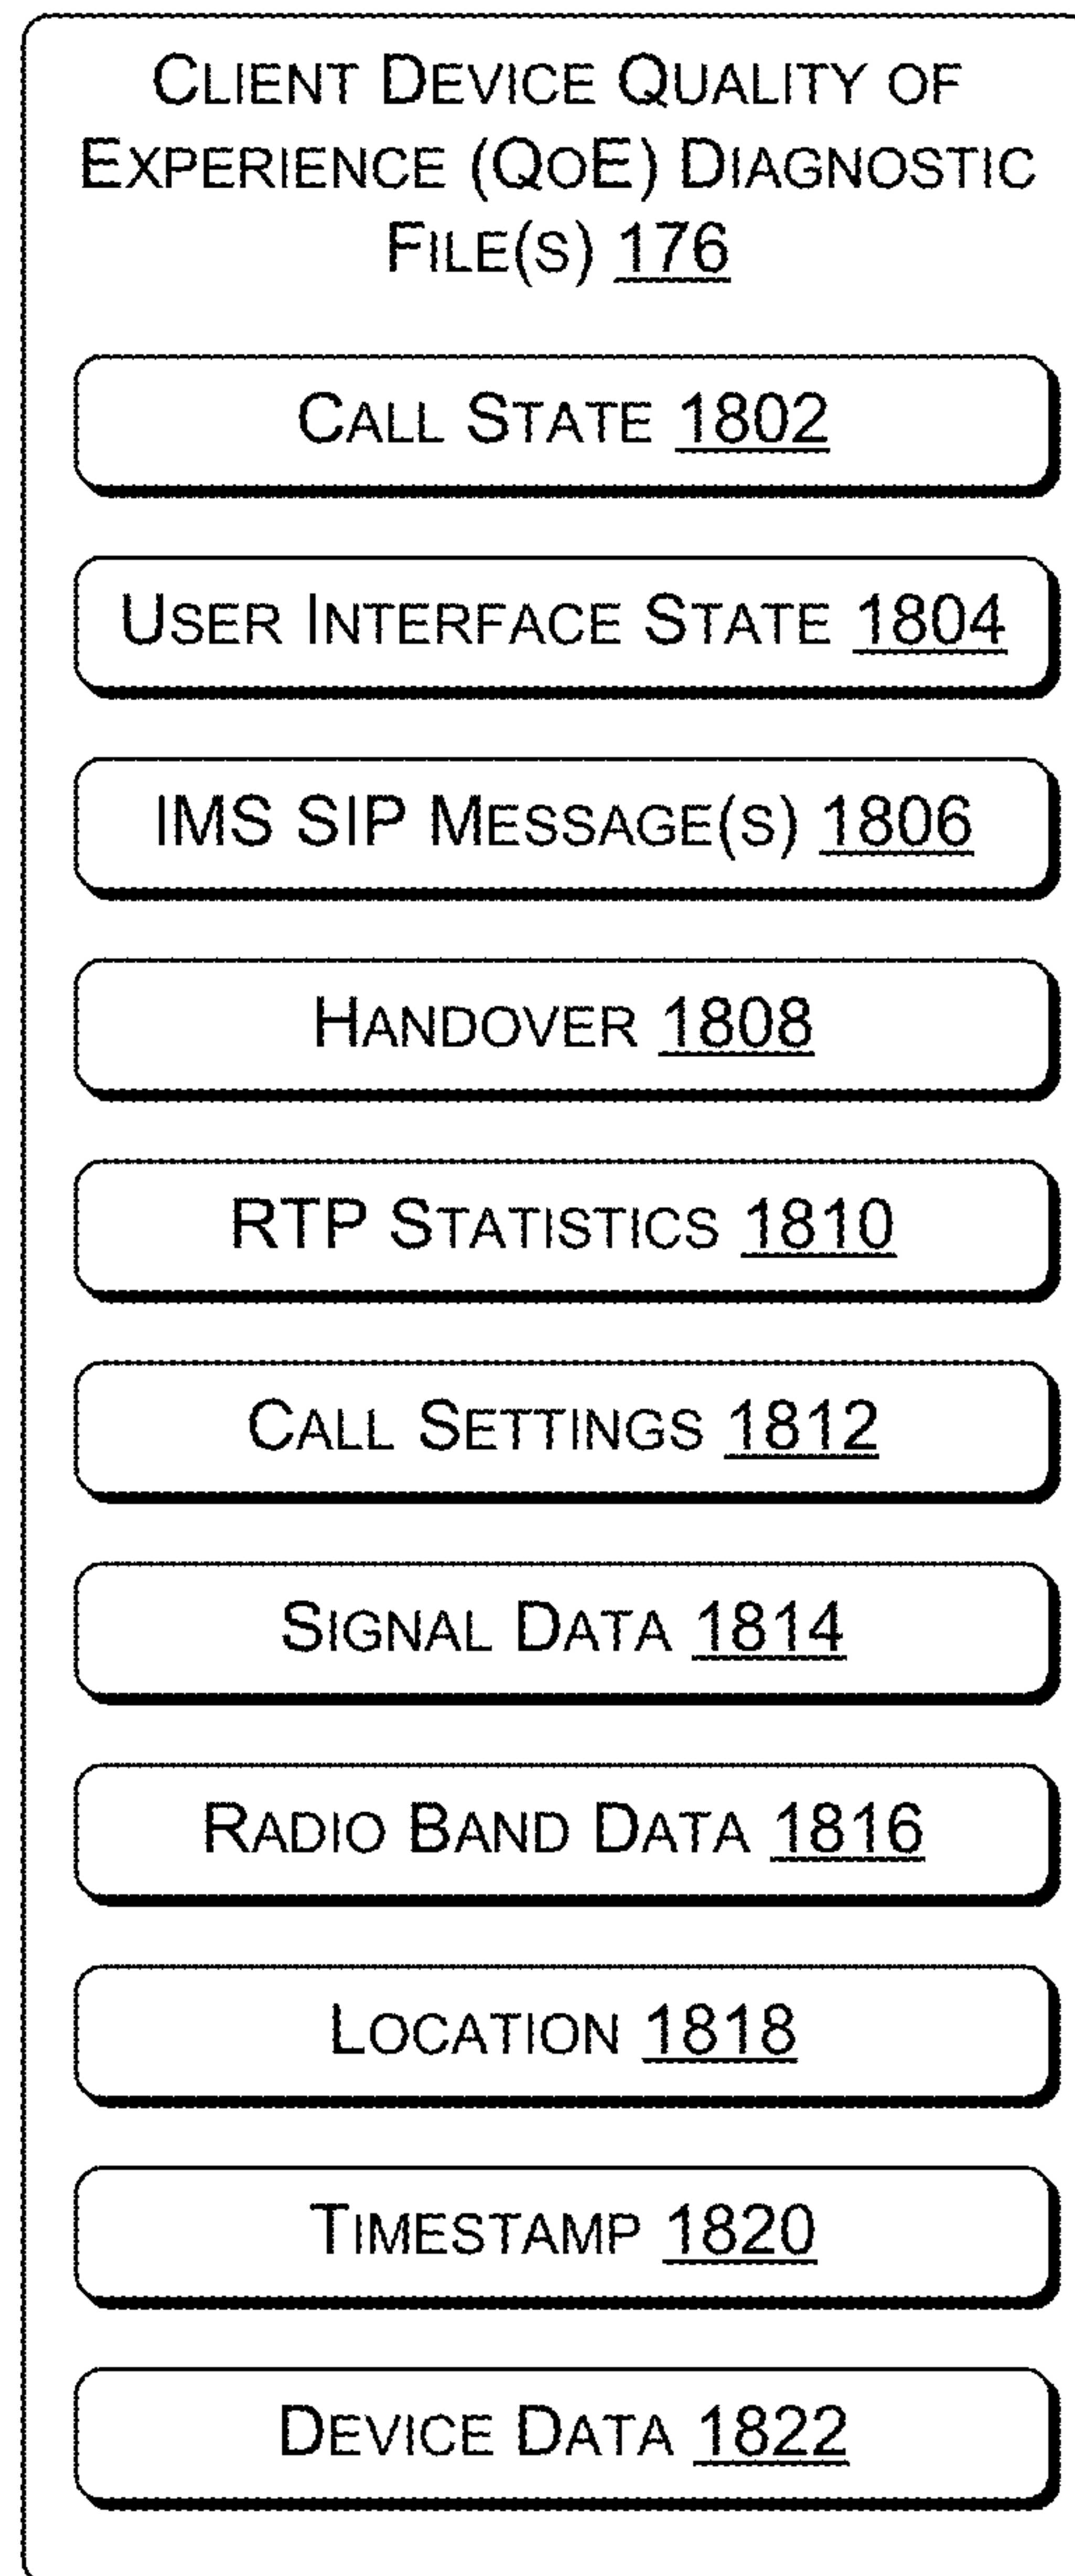 CLIENT DEVICE QUALITY OF
EXPERIENCE (QOE) DIAGNOSTIC
FILE(S) 176
CALL STATE 1802
USER INTERFACE STATE 1804
IMS SIP MESSAGE(S) 1806
HANDOVER 1808
RTP STATISTICS 1810
CALL SETTINGS 1812
SIGNAL DATA 1814
RADIO BAND DATA 1816
LOCATION 1818
TIMESTAMP 1820
DEVICE DATA 1822